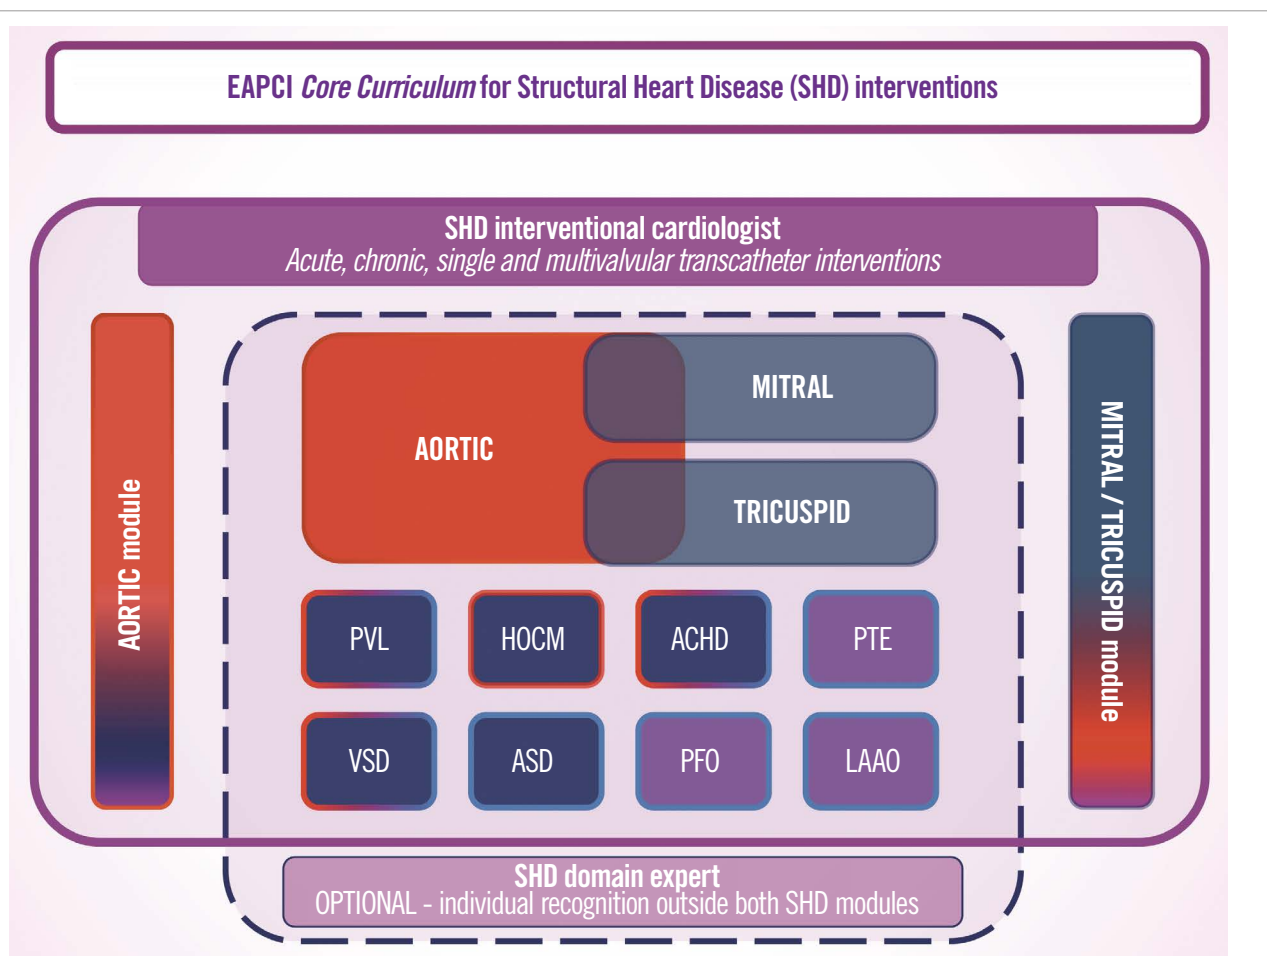 EAPCI Core Curriculum for Structural Heart Disease (SHD) interventions
SHD interventional cardiologist
Acute, chronic, single and multivalvular transcatheter interventions
AORTIC module
AORTIC
MITRAL
TRICUSPID
MITRAL / TRICUSPID module
PVL
HOCM
ACHD
PTE
VSD
ASD
PFO
LAAO
SHD domain expert
OPTIONAL - individual recognition outside both SHD modules